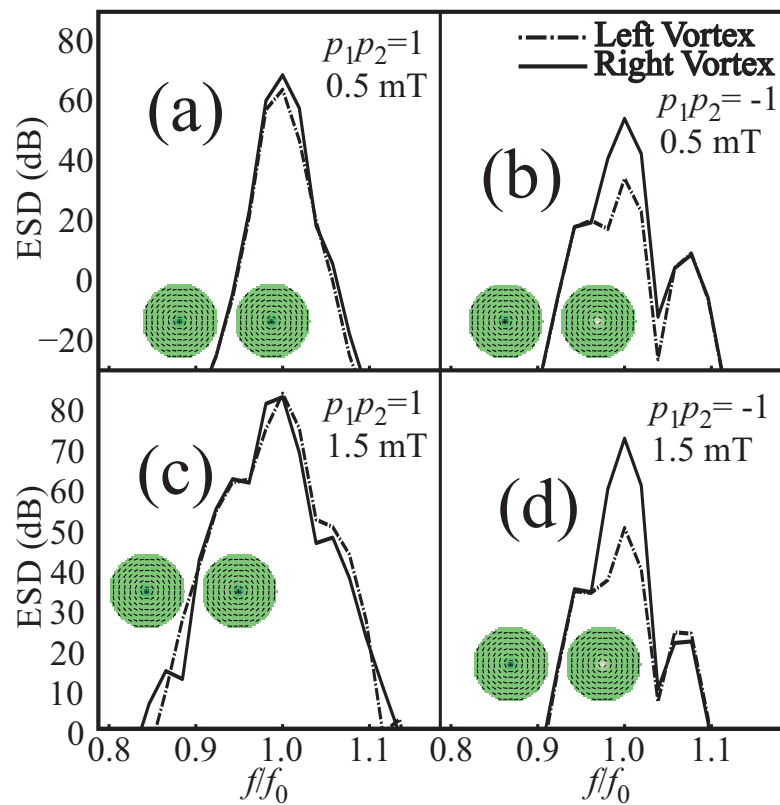 80
60
40
20
0
−20
ESD (dB)
(a)
p1p2=1
0.5 mT
Left Vortex
Right Vortex
p1p2= -1
0.5 mT
(b)
80
70
60
50
40
30
20
10
0
ESD (dB)
(c)
p1p2=1
1.5 mT
p1p2= -1
1.5 mT
(d)
0.8 0.9 1.0 1.1
0.9 1.0 1.1
f/f0
f/f0